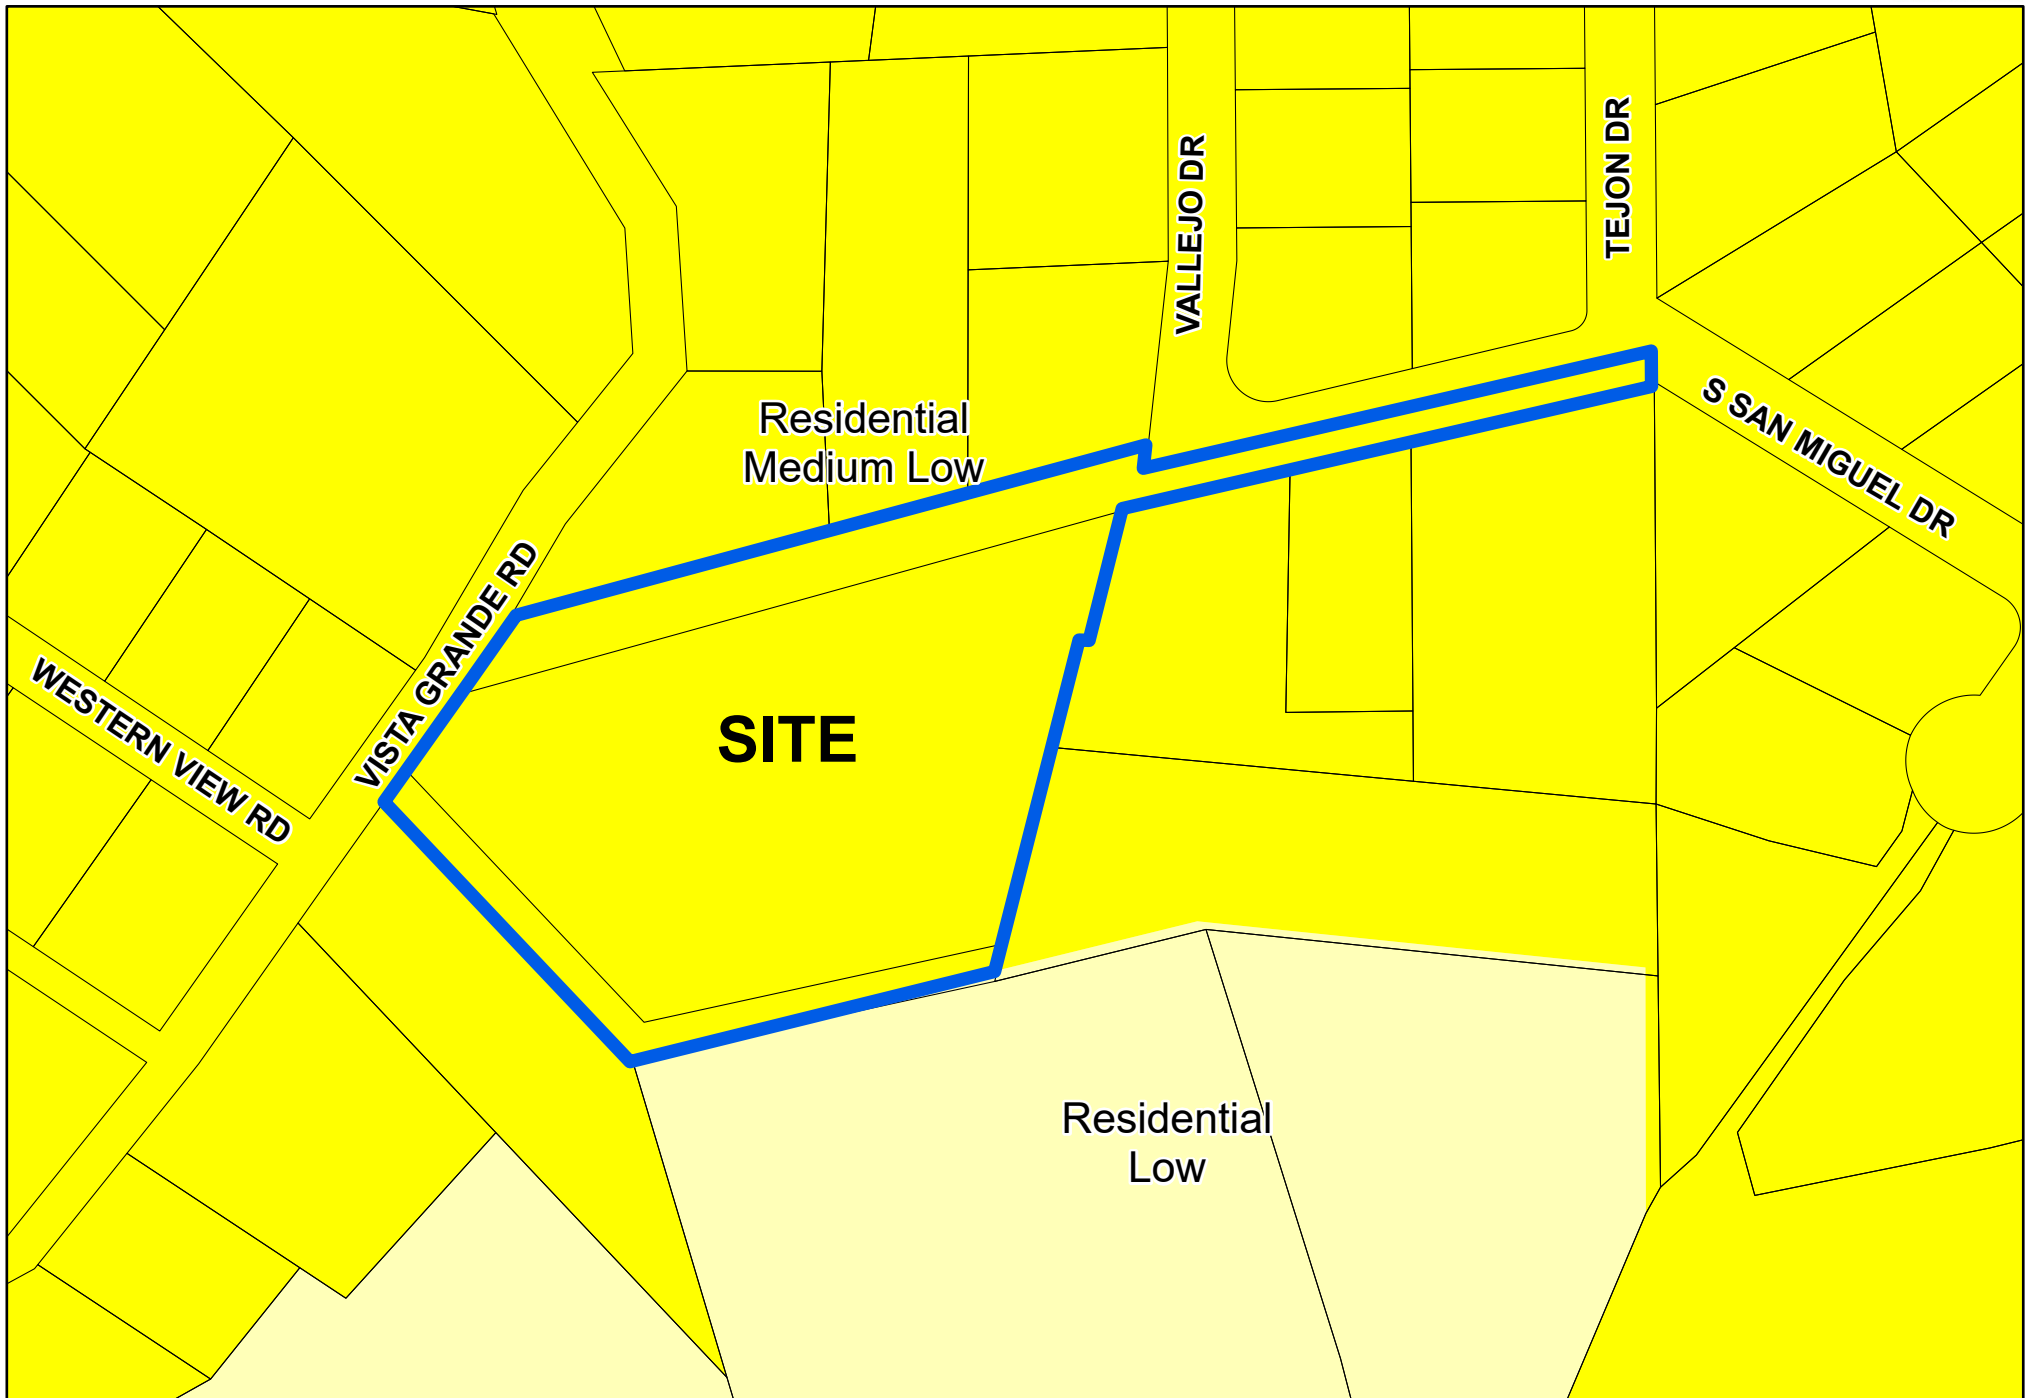 VALLEJO DR
TEJON DR
Residential
Medium Low
S SAN MIGUEL DR
VISTA GRANDE RD
WESTERN VIEW RD
SITE
Residential
Low